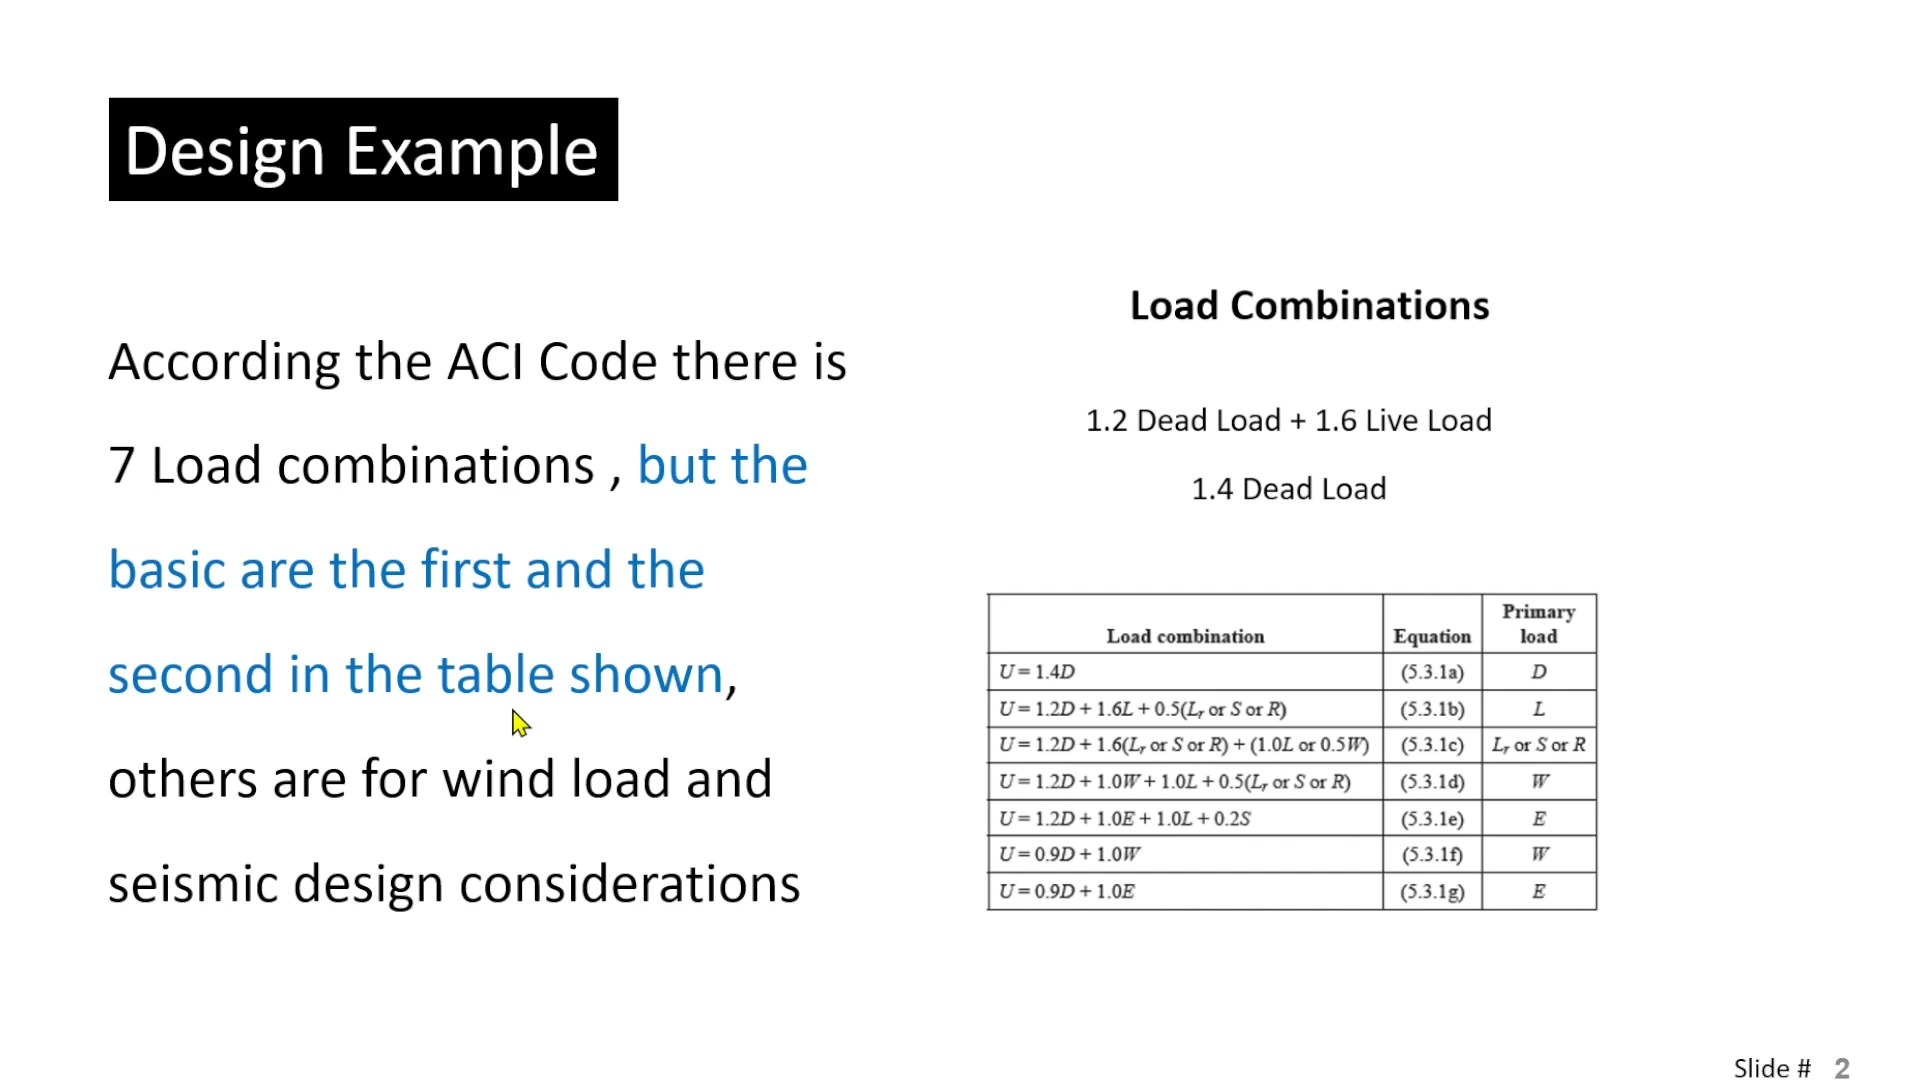 Design Example
According the ACI Code there is
7 Load combinations , but the
basic are the first and the
second in the table shown,
others are for wind load and
seismic design considerations
Load Combinations
1.2 Dead Load + 1.6 Live Load
1.4 Dead Load
Load combination Equation Primary load
U = 1.4D (5.3.1a) D
U = 1.2D + 1.6L + 0.5(Lr or S or R) (5.3.1b) L
U = 1.2D + 1.6(Lr or S or R) + (1.0L or 0.5W) (5.3.1c) Lr or S or R
U = 1.2D + 1.0W + 1.0L + 0.5(Lr or S or R) (5.3.1d) W
U = 1.2D + 1.0E + 1.0L + 0.2S (5.3.1e) E
U = 0.9D + 1.0W (5.3.1f) W
U = 0.9D + 1.0E (5.3.1g) E
Slide # 2